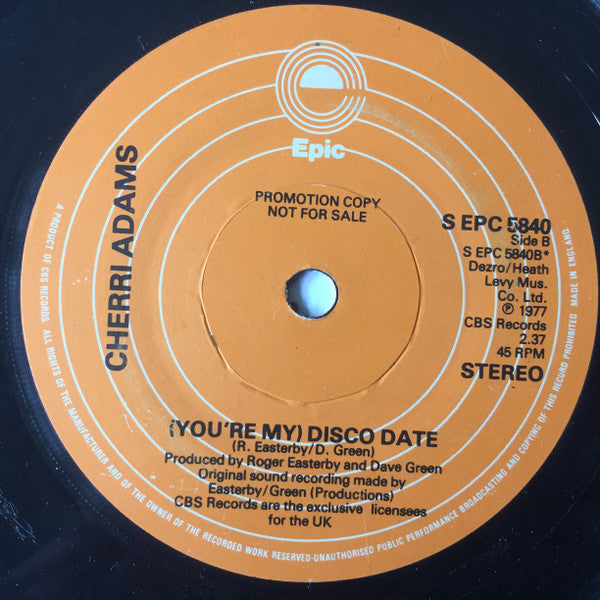 Epic
PROMOTION COPY
NOT FOR SALE
CHERRI ADAMS
S EPC 5840
Side B
S EPC 5840B*
Dezro/Heath
Levy Mus.
Co. Ltd.
℗ 1977
CBS Records
2.37
45 RPM
STEREO
(YOU'RE MY) DISCO DATE
(R. Easterby/D. Green)
Produced by Roger Easterby and Dave Green
Original sound recording made by
Easterby/Green (Productions)
CBS Records are the exclusive licensees
for the UK
A PRODUCT OF CBS RECORDS. ALL RIGHTS OF THE MANUFACTURER AND OF THE OWNER OF THE RECORDED WORK RESERVED-UNAUTHORISED PUBLIC PERFORMANCE BROADCASTING AND COPYING OF THIS RECORD PROHIBITED MADE IN ENGLAND.